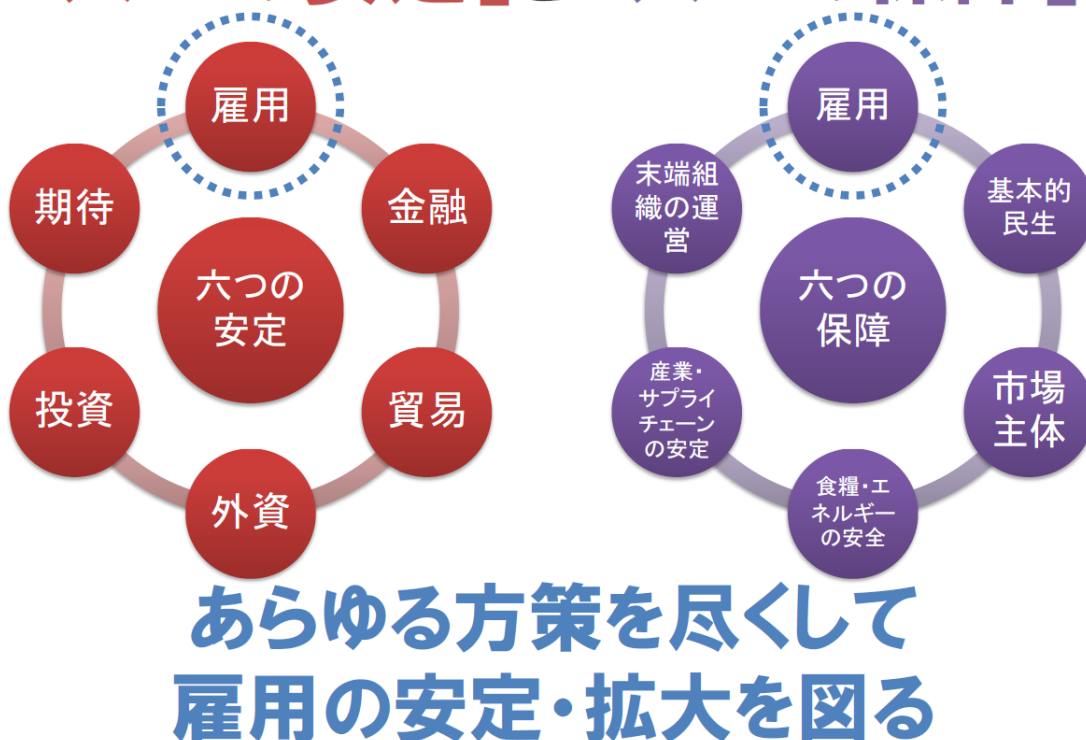 雇用
金融
貿易
外資
投資
期待
六つの
安定
雇用
基本的
民生
市場
主体
食糧・エ
ネルギー
の安全
産業・
サプライ
チェーン
の安定
末端組
織の運
営
六つの
保障
あらゆる方策を尽くして
雇用の安定・拡大を図る